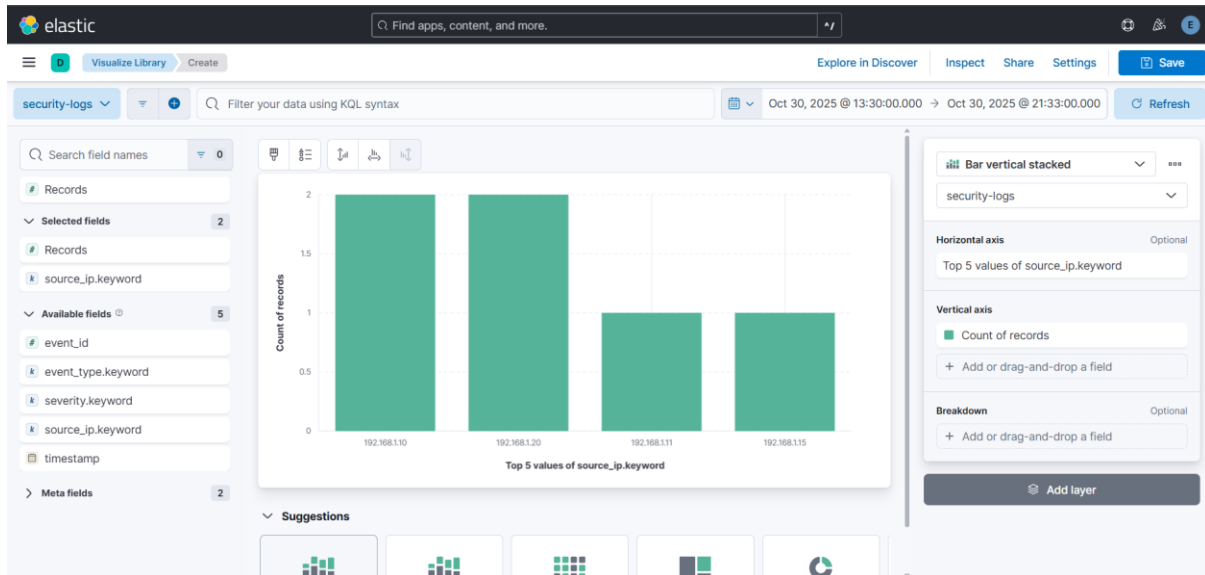 elastic
Find apps, content, and more.
^/
E
D
Visualize Library
Create
Explore in Discover
Inspect
Share
Settings
Save
security-logs
Filter your data using KQL syntax
Oct 30, 2025 @ 13:30:00.000 → Oct 30, 2025 @ 21:33:00.000
Refresh
Search field names
0
Records
Selected fields 2
Records
source_ip.keyword
Available fields 5
event_id
event_type.keyword
severity.keyword
source_ip.keyword
timestamp
Meta fields 2
2
1.5
1
0.5
0
Count of records
192.168.1.10
192.168.1.20
192.168.1.11
192.168.1.15
Top 5 values of source_ip.keyword
Suggestions
Bar vertical stacked
security-logs
Horizontal axis Optional
Top 5 values of source_ip.keyword
Vertical axis
Count of records
+ Add or drag-and-drop a field
Breakdown Optional
+ Add or drag-and-drop a field
Add layer